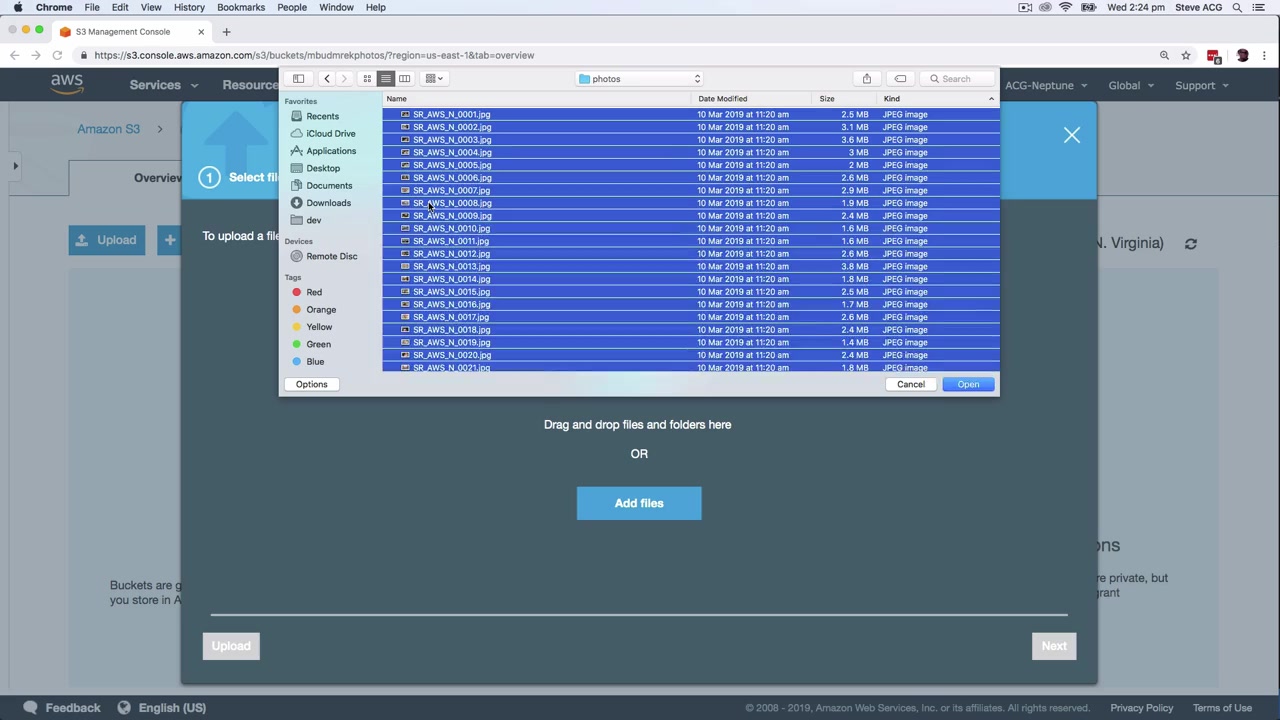 Chrome File Edit View History Bookmarks People Window Help Wed 2:24 pm Steve ACG
S3 Management Console
https://s3.console.aws.amazon.com/s3/buckets/mbudmrekphotos/?region=us-east-1&tab=overview
aws Services Resource ACG-Neptune Global Support
photos
Search
Favorites
Recents
iCloud Drive
Applications
Desktop
Documents
Downloads
dev
Devices
Remote Disc
Tags
Red
Orange
Yellow
Green
Blue
Name Date Modified Size Kind
SR_AWS_N_0001.jpg 10 Mar 2019 at 11:20 am 2.5 MB JPEG image
SR_AWS_N_0002.jpg 10 Mar 2019 at 11:20 am 3.1 MB JPEG image
SR_AWS_N_0003.jpg 10 Mar 2019 at 11:20 am 3.6 MB JPEG image
SR_AWS_N_0004.jpg 10 Mar 2019 at 11:20 am 3 MB JPEG image
SR_AWS_N_0005.jpg 10 Mar 2019 at 11:20 am 2 MB JPEG image
SR_AWS_N_0006.jpg 10 Mar 2019 at 11:20 am 2.6 MB JPEG image
SR_AWS_N_0007.jpg 10 Mar 2019 at 11:20 am 2.9 MB JPEG image
SR_AWS_N_0008.jpg 10 Mar 2019 at 11:20 am 1.9 MB JPEG image
SR_AWS_N_0009.jpg 10 Mar 2019 at 11:20 am 2.4 MB JPEG image
SR_AWS_N_0010.jpg 10 Mar 2019 at 11:20 am 1.6 MB JPEG image
SR_AWS_N_0011.jpg 10 Mar 2019 at 11:20 am 1.6 MB JPEG image
SR_AWS_N_0012.jpg 10 Mar 2019 at 11:20 am 2.6 MB JPEG image
SR_AWS_N_0013.jpg 10 Mar 2019 at 11:20 am 3.8 MB JPEG image
SR_AWS_N_0014.jpg 10 Mar 2019 at 11:20 am 1.8 MB JPEG image
SR_AWS_N_0015.jpg 10 Mar 2019 at 11:20 am 2.5 MB JPEG image
SR_AWS_N_0016.jpg 10 Mar 2019 at 11:20 am 1.7 MB JPEG image
SR_AWS_N_0017.jpg 10 Mar 2019 at 11:20 am 2.6 MB JPEG image
SR_AWS_N_0018.jpg 10 Mar 2019 at 11:20 am 2.4 MB JPEG image
SR_AWS_N_0019.jpg 10 Mar 2019 at 11:20 am 1.4 MB JPEG image
SR_AWS_N_0020.jpg 10 Mar 2019 at 11:20 am 2.4 MB JPEG image
SR_AWS_N_0021.jpg 10 Mar 2019 at 11:20 am 1.8 MB JPEG image
Options Cancel Open
Amazon S3
Overview
1 Select fil
Upload
To upload a file
N. Virginia)
Drag and drop files and folders here
OR
Add files
ons
Buckets are g
you store in A
re private, but
grant
Upload Next
Feedback English (US) © 2008 - 2019, Amazon Web Services, Inc. or its affiliates. All rights reserved. Privacy Policy Terms of Use